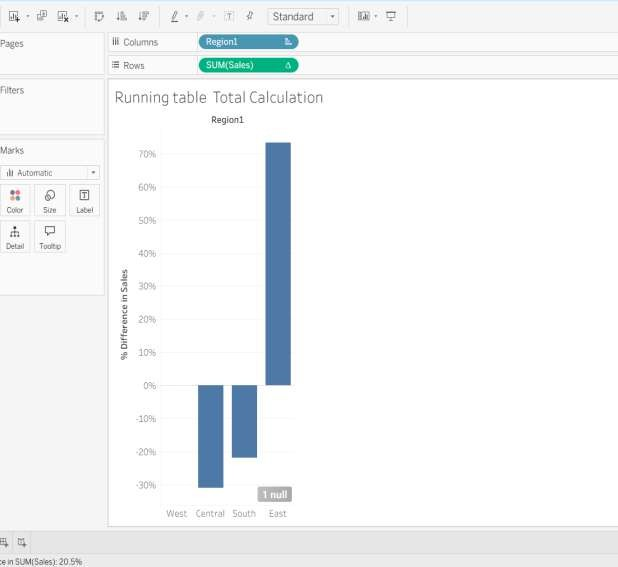 Standard
Pages
Columns
Region1
Rows
SUM(Sales)
Filters
Running table Total Calculation
Region1
Marks
Automatic
Color
Size
Label
Detail
Tooltip
% Difference in Sales
70%
60%
50%
40%
30%
20%
10%
0%
-10%
-20%
-30%
1 null
West Central South East
ce in SUM(Sales): 20.5%